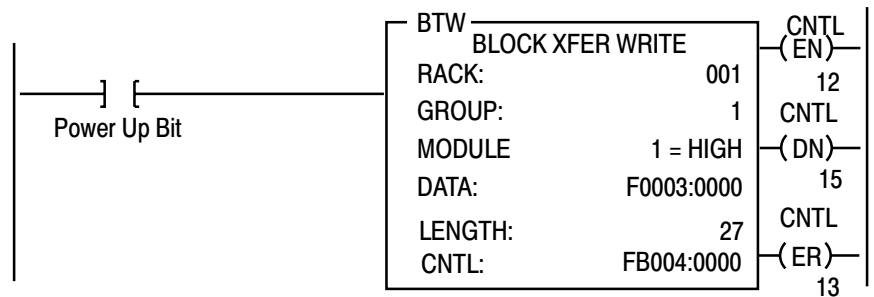 BTW
BLOCK XFER WRITE
CNTL
(EN)
12
RACK: 001
GROUP: 1
CNTL
Power Up Bit
MODULE 1 = HIGH
(DN)
15
DATA: F0003:0000
LENGTH: 27
CNTL
CNTL: FB004:0000
(ER)
13